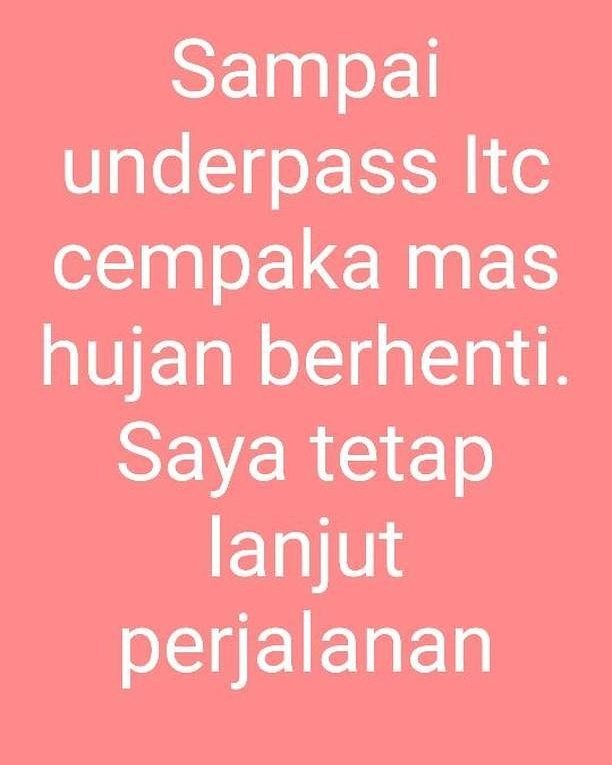 Sampai
underpass Itc
cempaka mas
hujan berhenti.
Saya tetap
lanjut
perjalanan